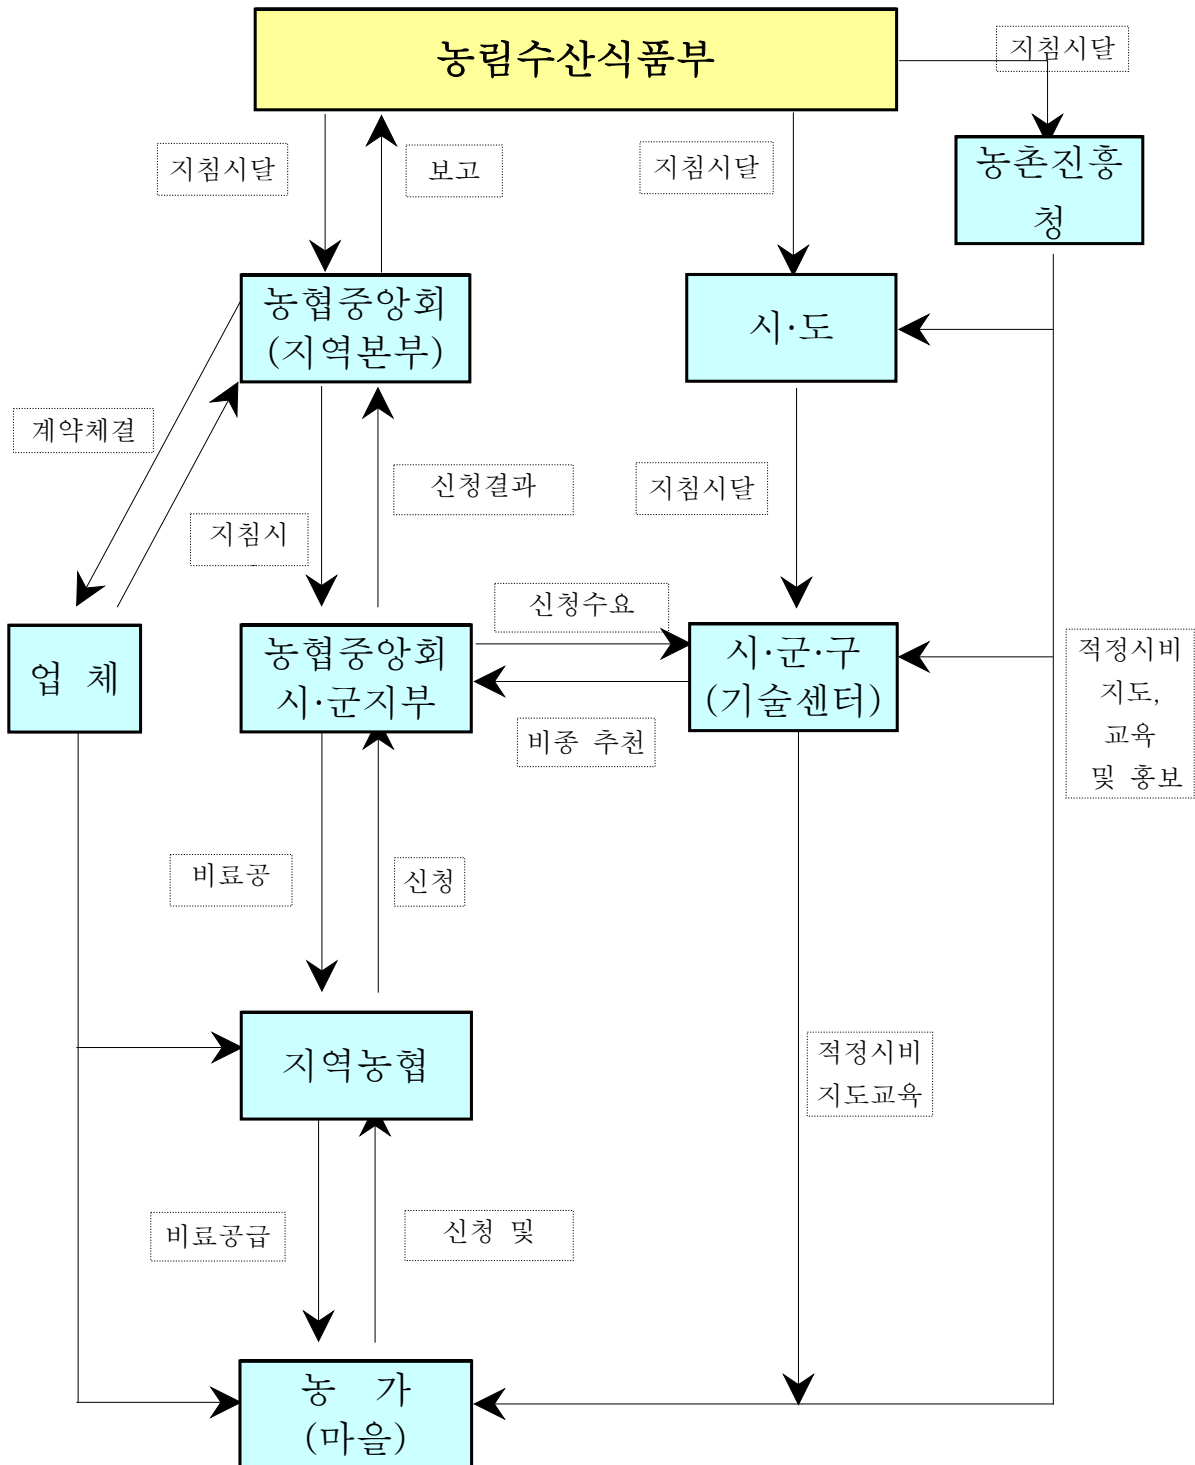 농림수산식품부
지침시달
지침시달
보고
지침시달
농촌진흥
청
농협중앙회
(지역본부)
시·도
계약체결
신청결과
지침시달
지침시
신청수요
업 체
농협중앙회
시·군지부
시·군·구
(기술센터)
적정시비
지도,
교육
및 홍보
비종 추천
비료공
신청
지역농협
적정시비
지도교육
비료공급
신청 및
농 가
(마을)